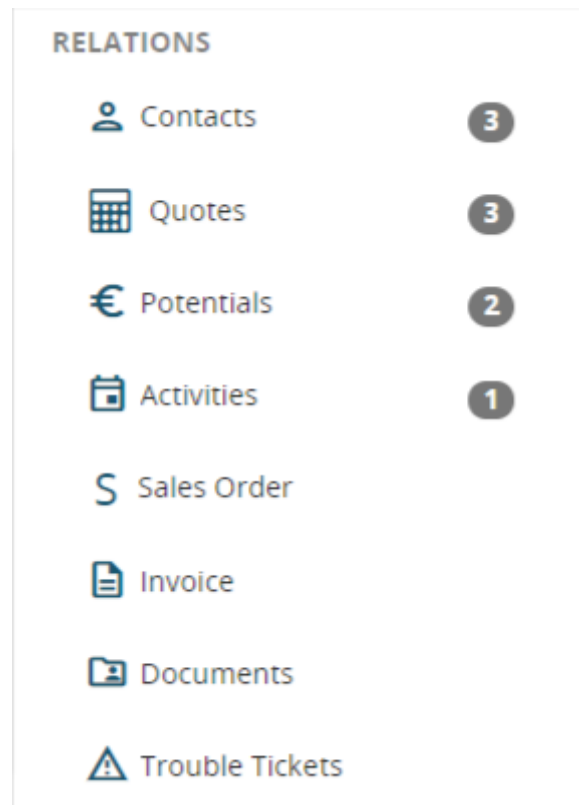 RELATIONS
Contacts 3
Quotes 3
€ Potentials 2
Activities 1
S Sales Order
Invoice
Documents
Trouble Tickets